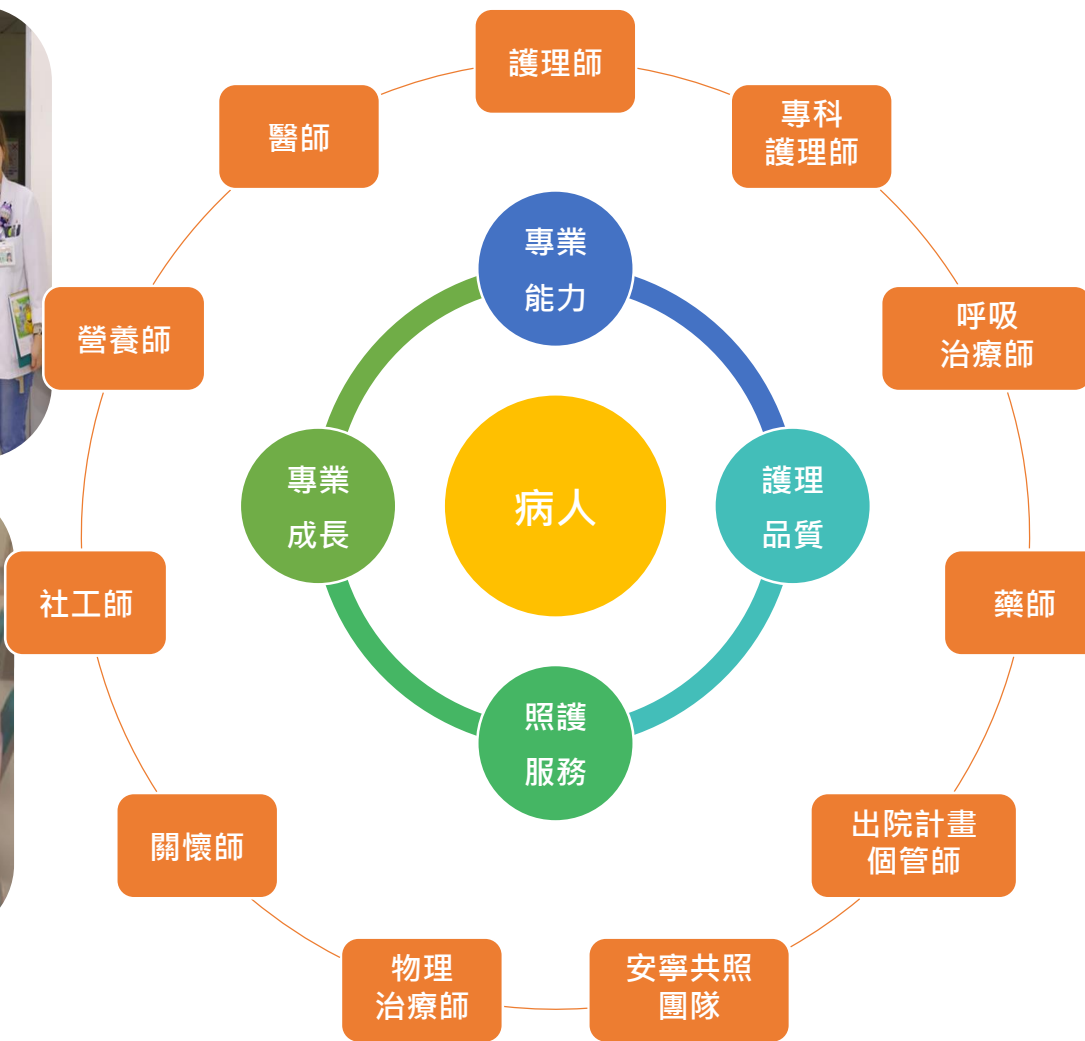 護理師
專科
護理師
呼吸
治療師
藥師
出院計畫
個管師
安寧共照
團隊
物理
治療師
關懷師
社工師
營養師
醫師
專業
能力
護理
品質
照護
服務
專業
成長
病人